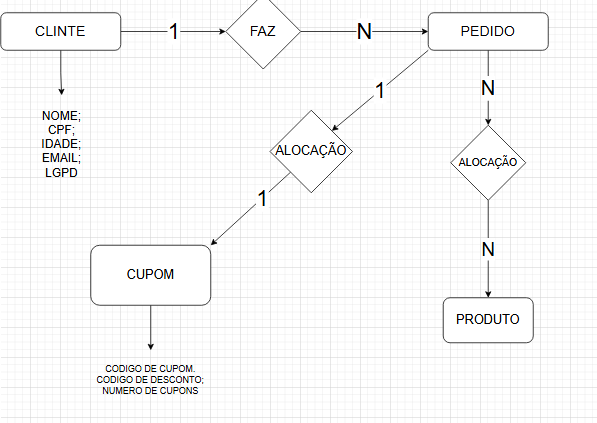 CLINTE
1
FAZ
N
PEDIDO
1
N
NOME;
CPF;
IDADE;
EMAIL;
LGPD
ALOCAÇÃO
ALOCAÇÃO
1
N
CUPOM
PRODUTO
CODIGO DE CUPOM.
CODIGO DE DESCONTO;
NUMERO DE CUPONS